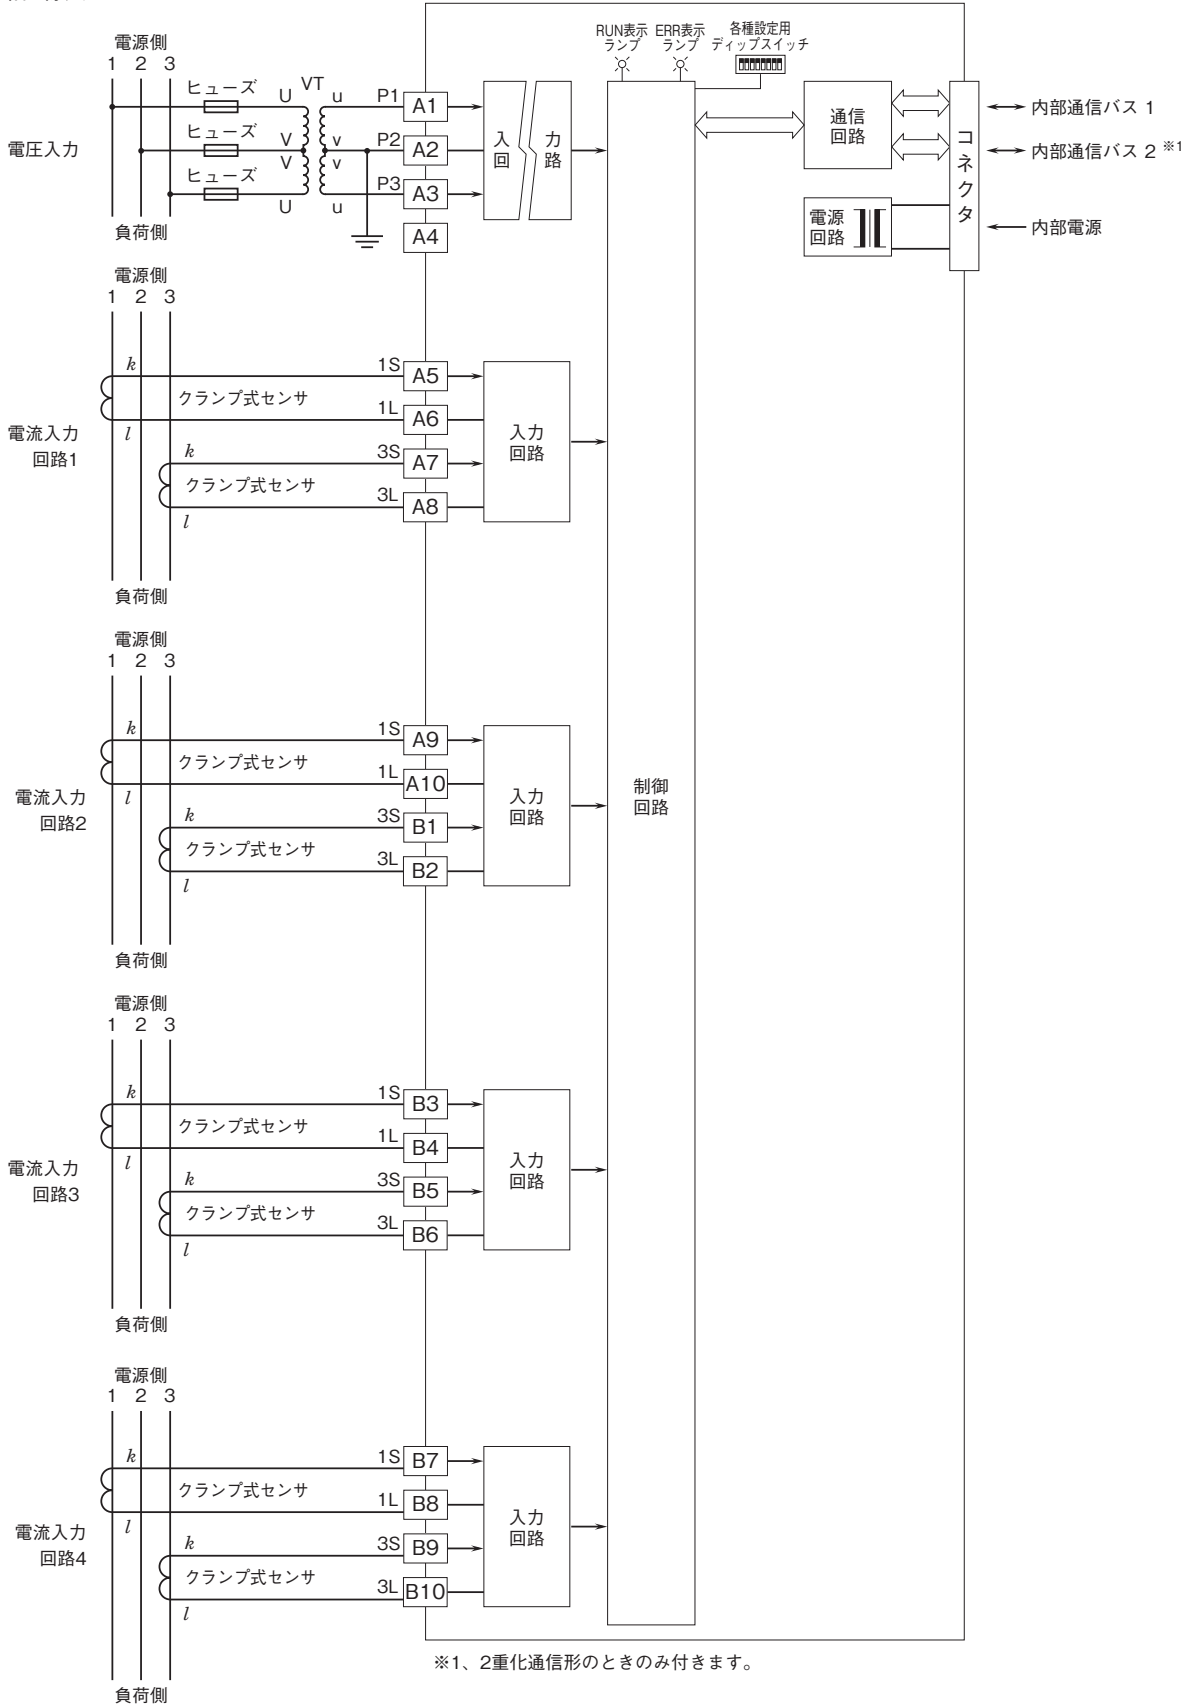 電源側
1 2 3
電圧入力
ヒューズ
ヒューズ
ヒューズ
U
V
V
U
VT
u
v
v
u
P1
P2
P3
A1
A2
A3
A4
負荷側
入 力
回 路
RUN表示
ランプ
ERR表示
ランプ
各種設定用
ディップスイッチ
通信
回路
電源
回路
コネクタ
内部通信バス 1
内部通信バス 2 ※1
内部電源
制御
回路
電源側
1 2 3
電流入力
回路1
k
クランプ式センサ
l
k
クランプ式センサ
l
1S
1L
3S
3L
A5
A6
A7
A8
入力
回路
負荷側
電源側
1 2 3
電流入力
回路2
k
クランプ式センサ
l
k
クランプ式センサ
l
1S
1L
3S
3L
A9
A10
B1
B2
入力
回路
負荷側
電源側
1 2 3
電流入力
回路3
k
クランプ式センサ
l
k
クランプ式センサ
l
1S
1L
3S
3L
B3
B4
B5
B6
入力
回路
負荷側
電源側
1 2 3
電流入力
回路4
k
クランプ式センサ
l
k
クランプ式センサ
l
1S
1L
3S
3L
B7
B8
B9
B10
入力
回路
負荷側
※1、2重化通信形のときのみ付きます。